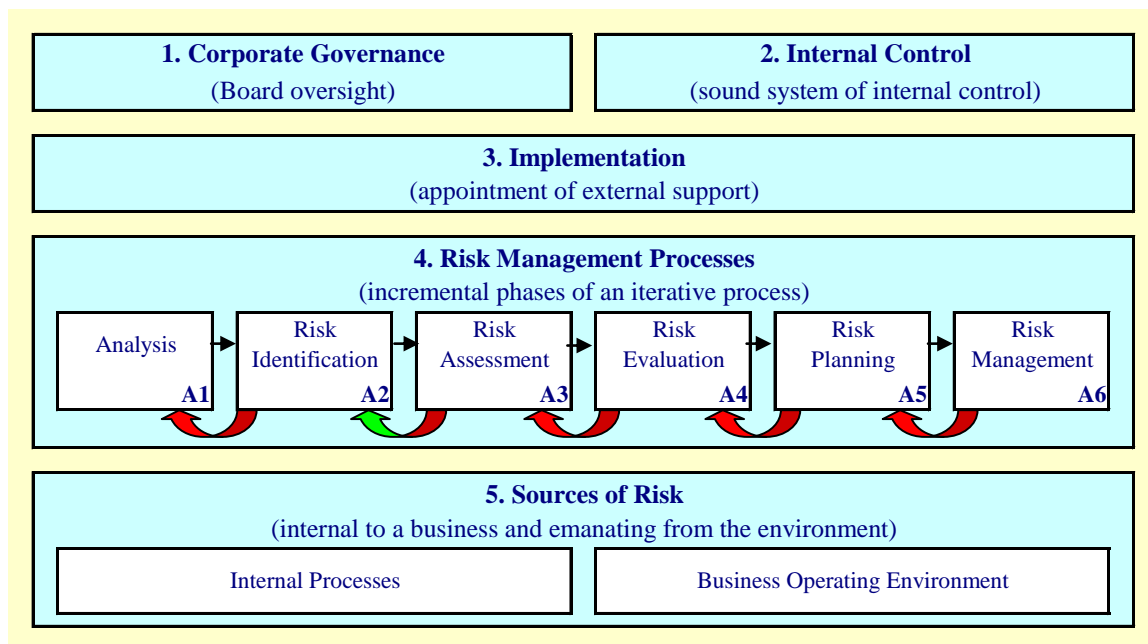 1. Corporate Governance
(Board oversight)
2. Internal Control
(sound system of internal control)
3. Implementation
(appointment of external support)
4. Risk Management Processes
(incremental phases of an iterative process)
Analysis
A1
Risk
Identification
A2
Risk
Assessment
A3
Risk
Evaluation
A4
Risk
Planning
A5
Risk
Management
A6
5. Sources of Risk
(internal to a business and emanating from the environment)
Internal Processes
Business Operating Environment